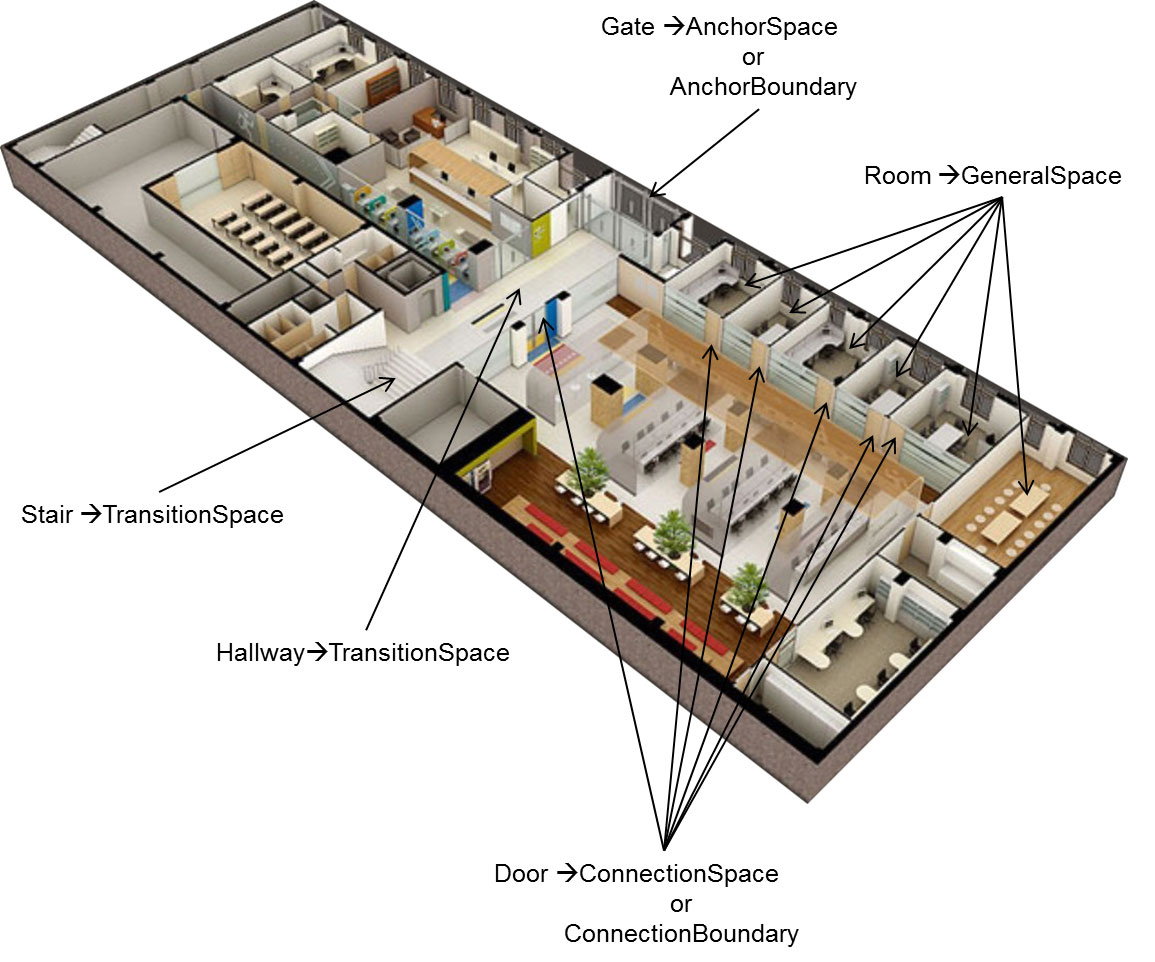 Gate →AnchorSpace
or
AnchorBoundary
Room →GeneralSpace
Stair →TransitionSpace
Hallway→TransitionSpace
Door →ConnectionSpace
or
ConnectionBoundary